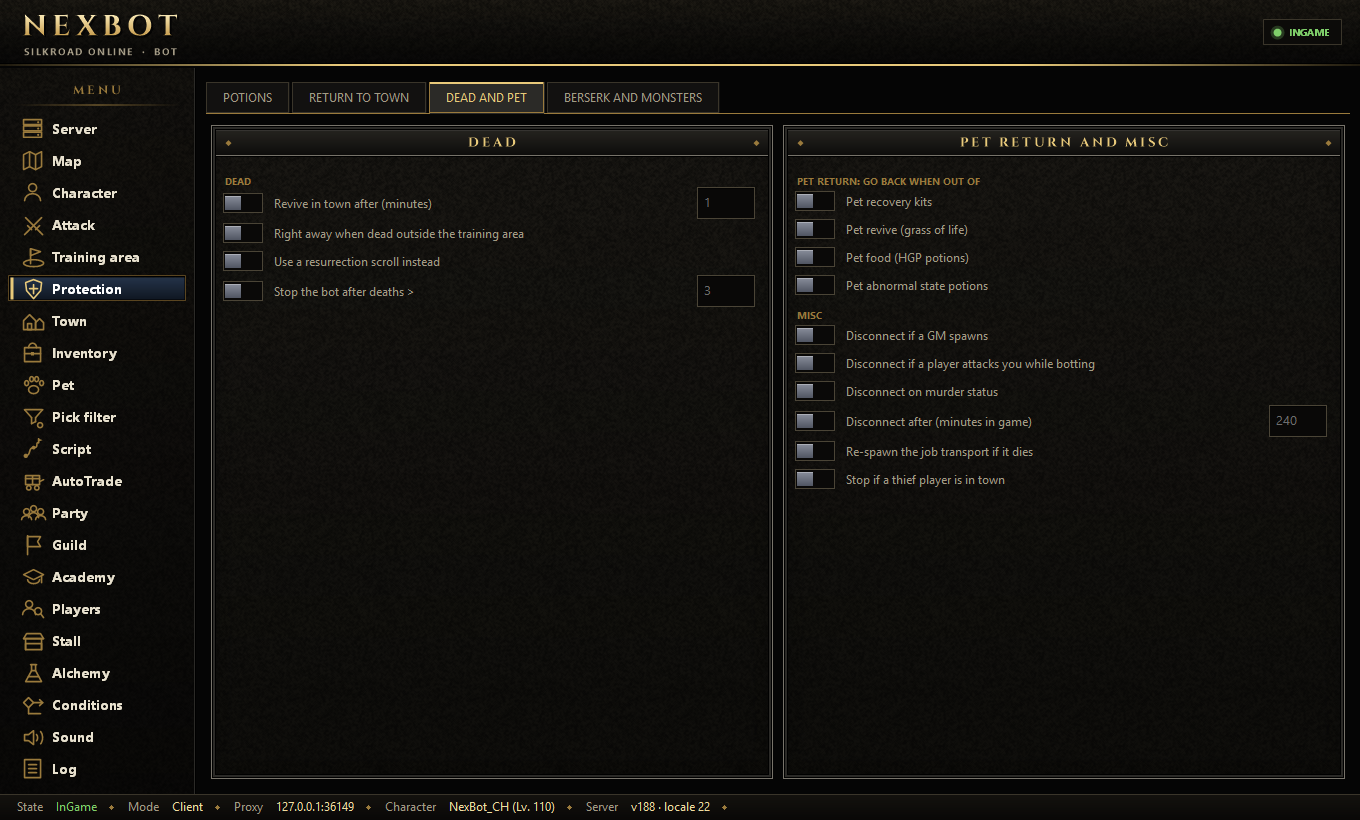 NEXBOT
SILKROAD ONLINE · BOT
INGAME
MENU
Server
Map
Character
Attack
Training area
Protection
Town
Inventory
Pet
Pick filter
Script
AutoTrade
Party
Guild
Academy
Players
Stall
Alchemy
Conditions
Sound
Log
POTIONS
RETURN TO TOWN
DEAD AND PET
BERSERK AND MONSTERS
DEAD
DEAD
Revive in town after (minutes) 1
Right away when dead outside the training area
Use a resurrection scroll instead
Stop the bot after deaths > 3
PET RETURN AND MISC
PET RETURN: GO BACK WHEN OUT OF
Pet recovery kits
Pet revive (grass of life)
Pet food (HGP potions)
Pet abnormal state potions
MISC
Disconnect if a GM spawns
Disconnect if a player attacks you while botting
Disconnect on murder status
Disconnect after (minutes in game) 240
Re-spawn the job transport if it dies
Stop if a thief player is in town
State InGame Mode Client Proxy 127.0.0.1:36149 Character NexBot_CH (Lv. 110) Server v188 · locale 22